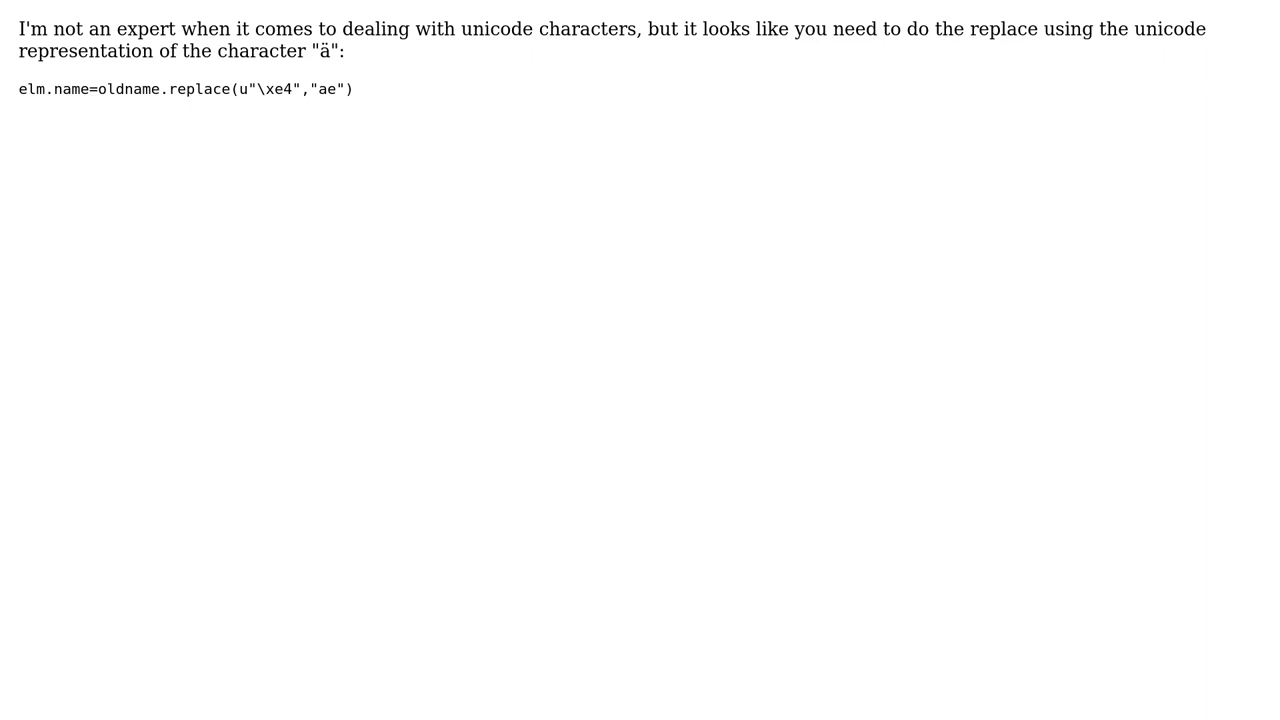 I'm not an expert when it comes to dealing with unicode characters, but it looks like you need to do the replace using the unicode
representation of the character "ä":
elm.name=oldname.replace(u"\xe4","ae")